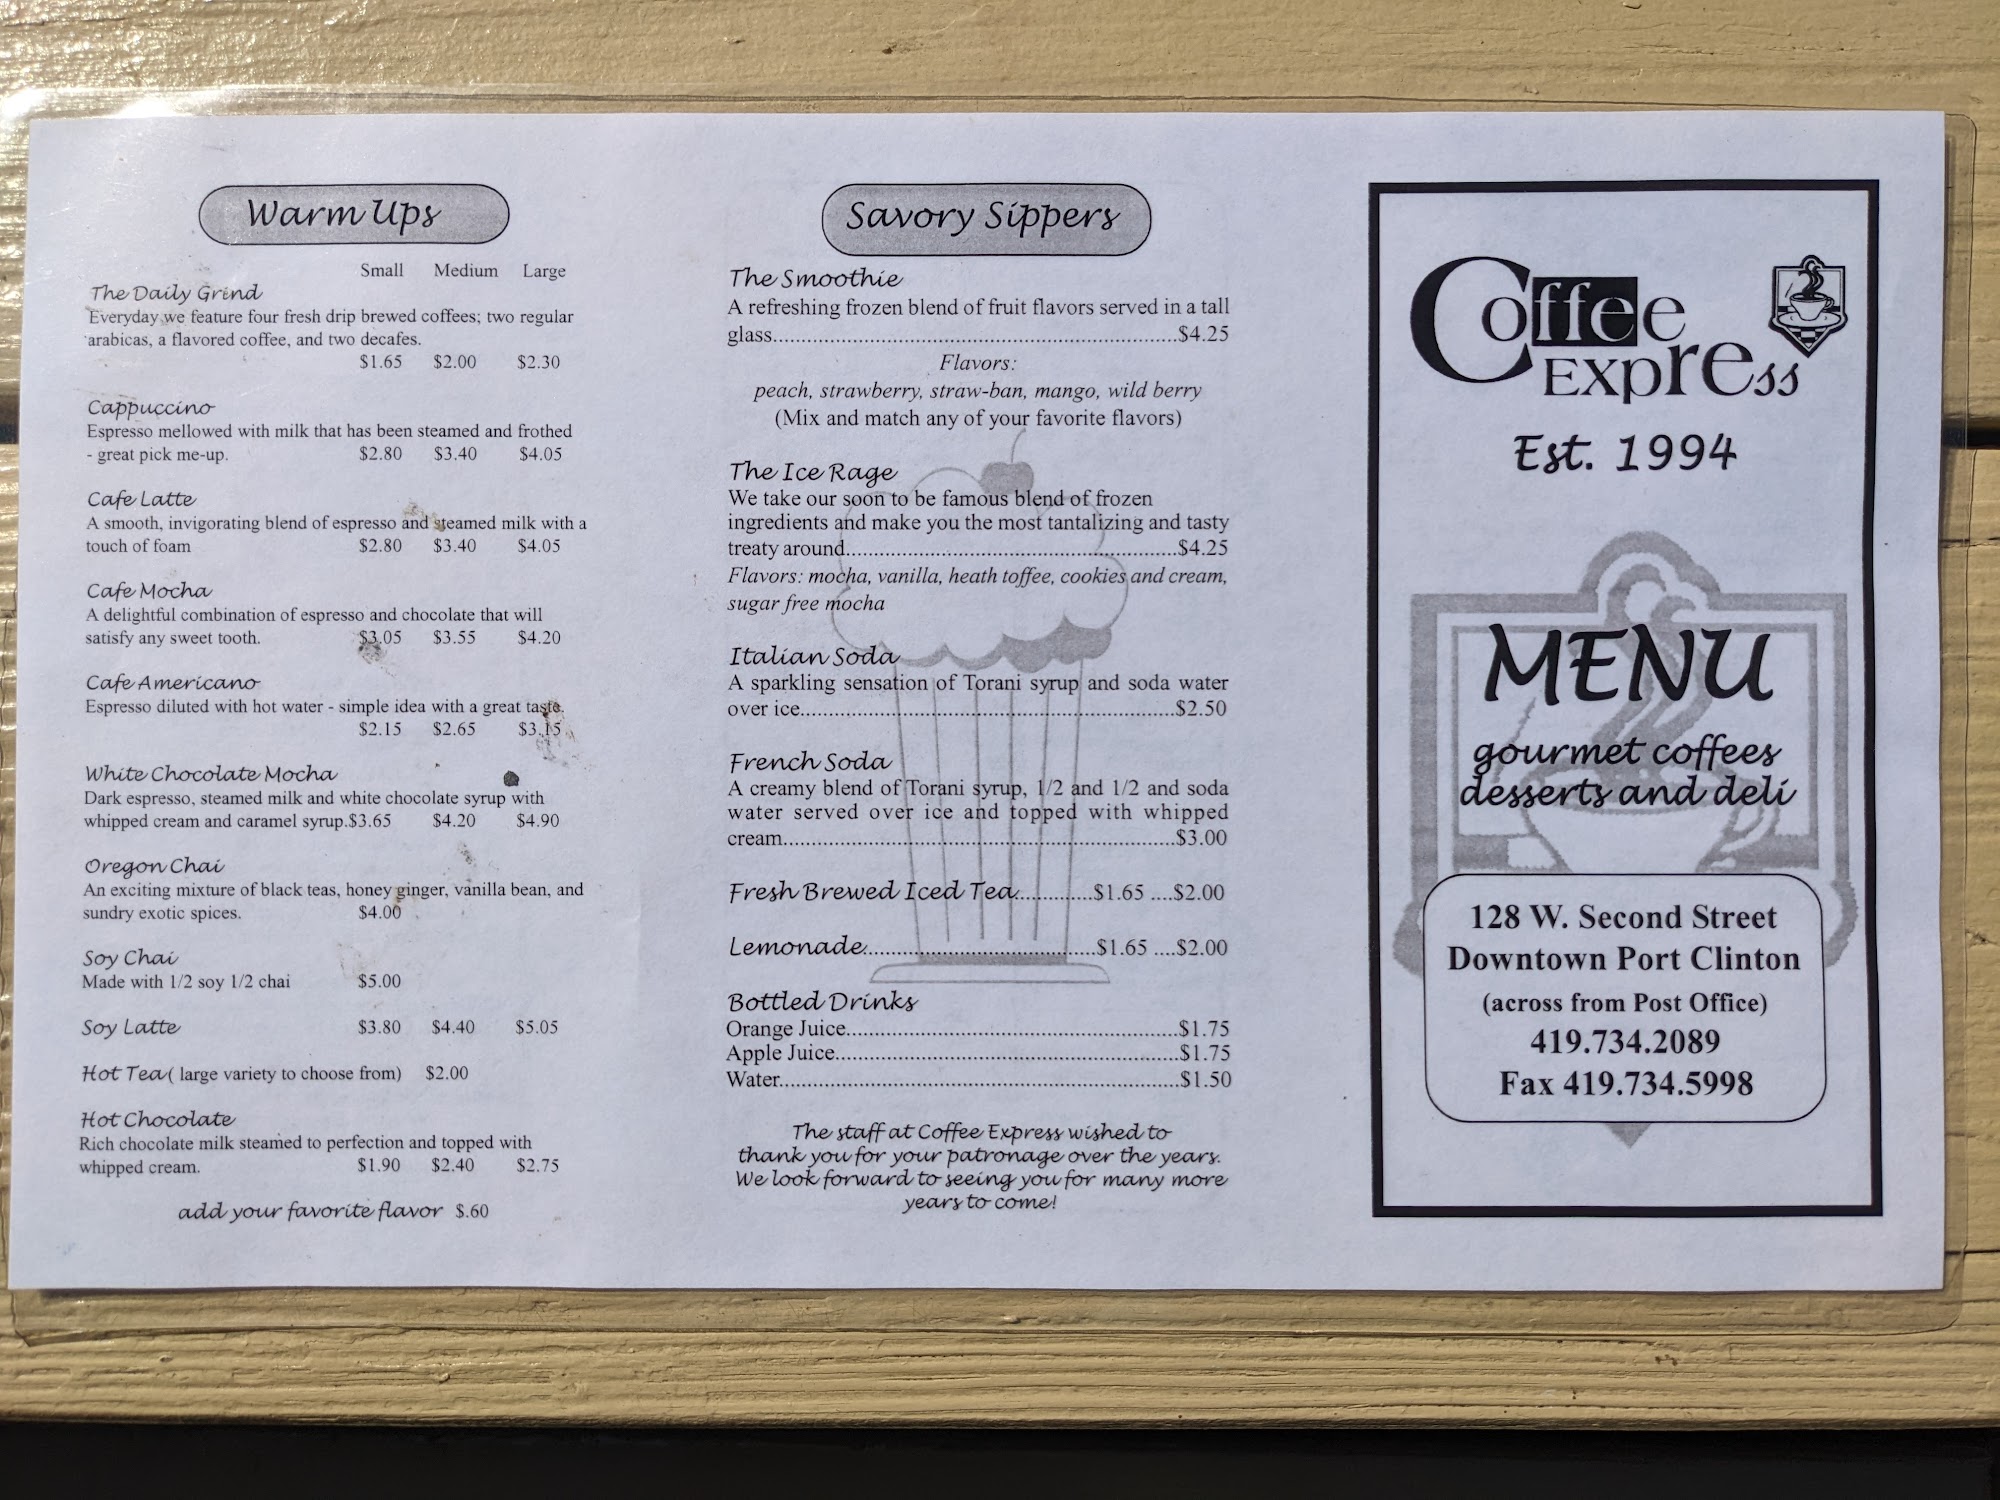 Warm Ups
Small Medium Large
The Daily Grind
Everyday we feature four fresh drip brewed coffees; two regular
arabicas, a flavored coffee, and two decafes.
$1.65 $2.00 $2.30
Cappuccino
Espresso mellowed with milk that has been steamed and frothed
- great pick me-up. $2.80 $3.40 $4.05
Cafe Latte
A smooth, invigorating blend of espresso and steamed milk with a
touch of foam $2.80 $3.40 $4.05
Cafe Mocha
A delightful combination of espresso and chocolate that will
satisfy any sweet tooth. $3.05 $3.55 $4.20
Cafe Americano
Espresso diluted with hot water - simple idea with a great taste.
$2.15 $2.65 $3.15
White Chocolate Mocha
Dark espresso, steamed milk and white chocolate syrup with
whipped cream and caramel syrup.$3.65 $4.20 $4.90
Oregon Chai
An exciting mixture of black teas, honey ginger, vanilla bean, and
sundry exotic spices. $4.00
Soy Chai
Made with 1/2 soy 1/2 chai $5.00
Soy Latte $3.80 $4.40 $5.05
Hot Tea ( large variety to choose from) $2.00
Hot Chocolate
Rich chocolate milk steamed to perfection and topped with
whipped cream. $1.90 $2.40 $2.75
add your favorite flavor $.60
Savory Sippers
The Smoothie
A refreshing frozen blend of fruit flavors served in a tall
glass...............................................................$4.25
Flavors:
peach, strawberry, straw-ban, mango, wild berry
(Mix and match any of your favorite flavors)
The Ice Rage
We take our soon to be famous blend of frozen
ingredients and make you the most tantalizing and tasty
treaty around....................................................$4.25
Flavors: mocha, vanilla, heath toffee, cookies and cream,
sugar free mocha
Italian Soda
A sparkling sensation of Torani syrup and soda water
over ice..........................................................$2.50
French Soda
A creamy blend of Torani syrup, 1/2 and 1/2 and soda
water served over ice and topped with whipped
cream.............................................................$3.00
Fresh Brewed Iced Tea............$1.65 ....$2.00
Lemonade.....................................$1.65 ....$2.00
Bottled Drinks
Orange Juice....................................................$1.75
Apple Juice......................................................$1.75
Water..............................................................$1.50
The staff at Coffee Express wished to
thank you for your patronage over the years.
We look forward to seeing you for many more
years to come!
Coffee
Express
Est. 1994
MENU
gourmet coffees
desserts and deli
128 W. Second Street
Downtown Port Clinton
(across from Post Office)
419.734.2089
Fax 419.734.5998